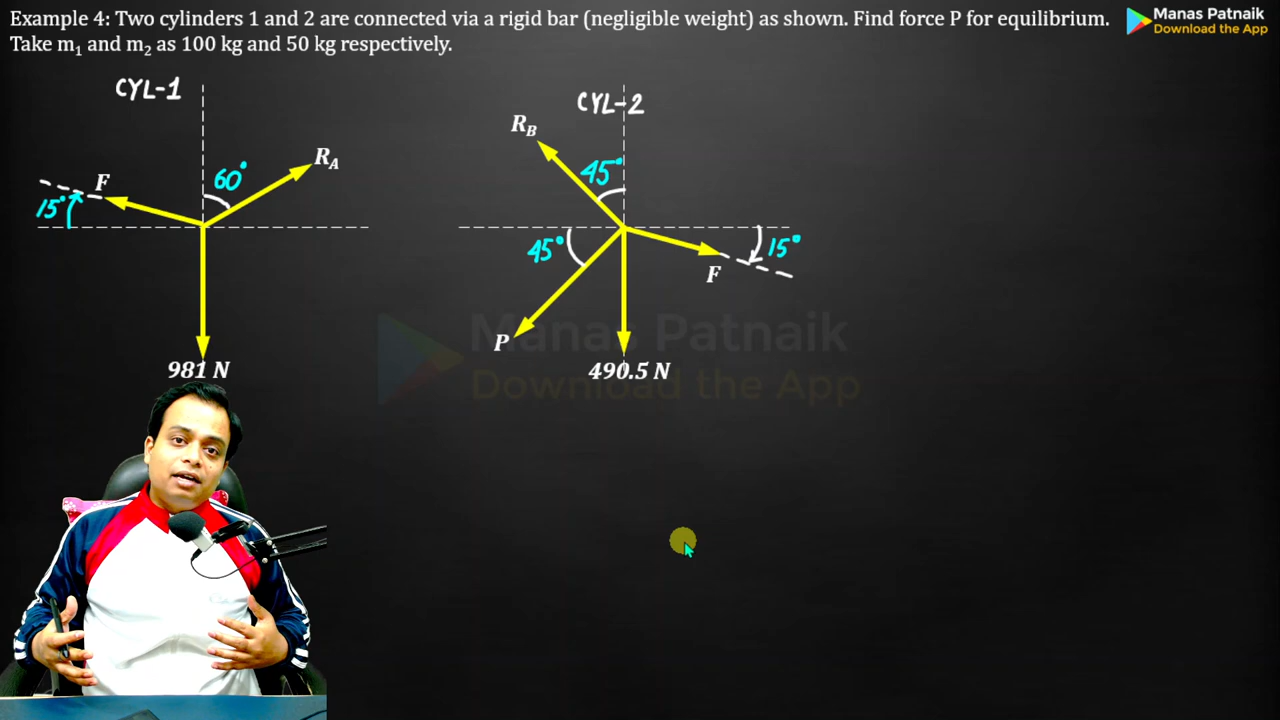 Example 4: Two cylinders 1 and 2 are connected via a rigid bar (negligible weight) as shown. Find force P for equilibrium.
Take m₁ and m₂ as 100 kg and 50 kg respectively.
Manas Patnaik
Download the App
CYL-1
CYL-2
R_B
R_A
60°
45°
F
15°
45°
15°
F
P
981 N
490.5 N
Manas Patnaik
Download the App